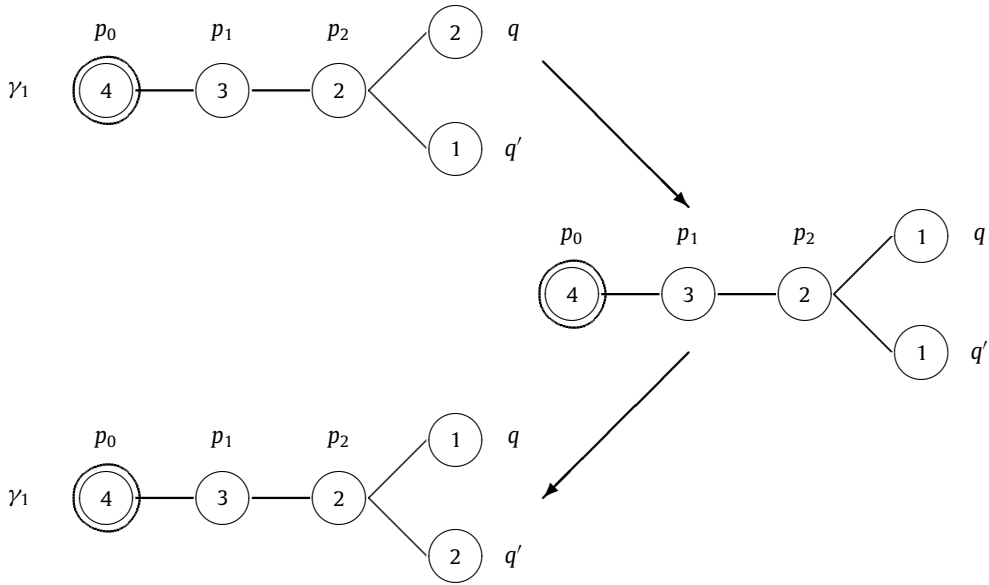 p₀ p₁ p₂ 2 q
γ₁ 4 3 2
1 q′
p₀ p₁ p₂ 1 q
4 3 2
1 q′
p₀ p₁ p₂ 1 q
γ₁ 4 3 2
2 q′